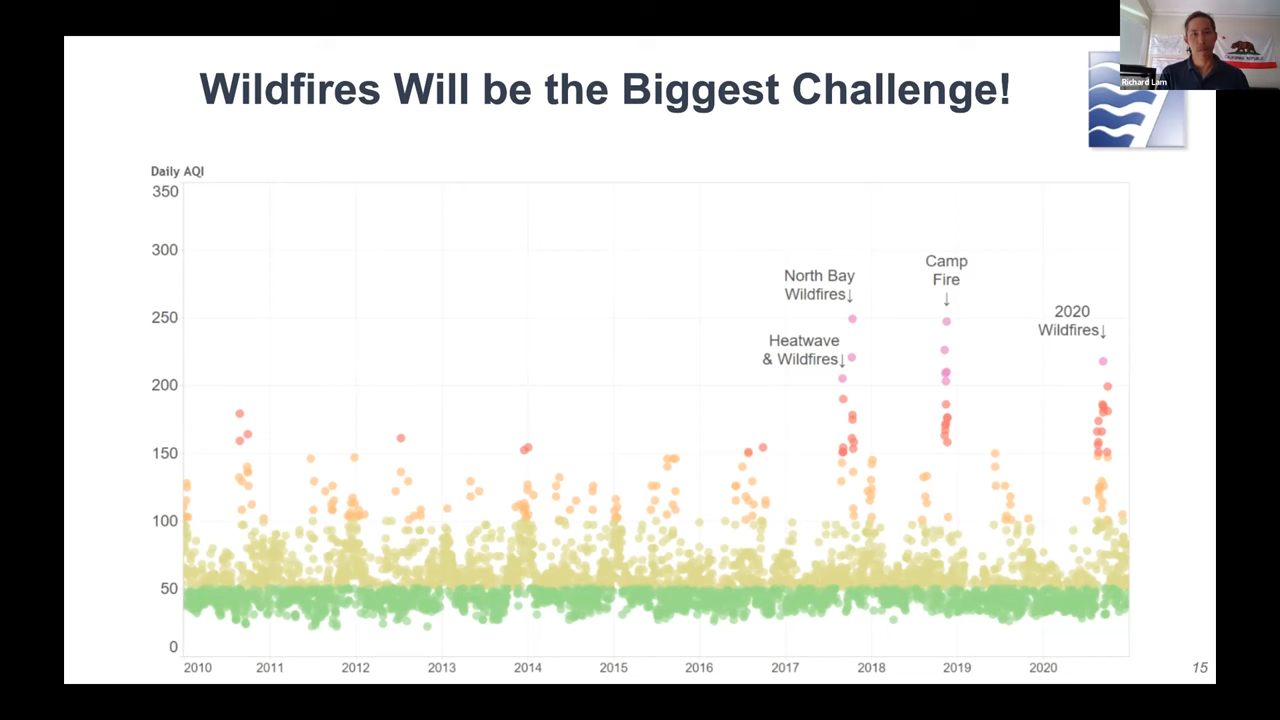 Wildfires Will be the Biggest Challenge!
Richard Lam
CALIFORNIA REPUBLIC
Daily AQI
350
300
250
200
150
100
50
0
North Bay
Wildfires↓
Heatwave
& Wildfires↓
Camp
Fire
↓
2020
Wildfires↓
2010 2011 2012 2013 2014 2015 2016 2017 2018 2019 2020
15